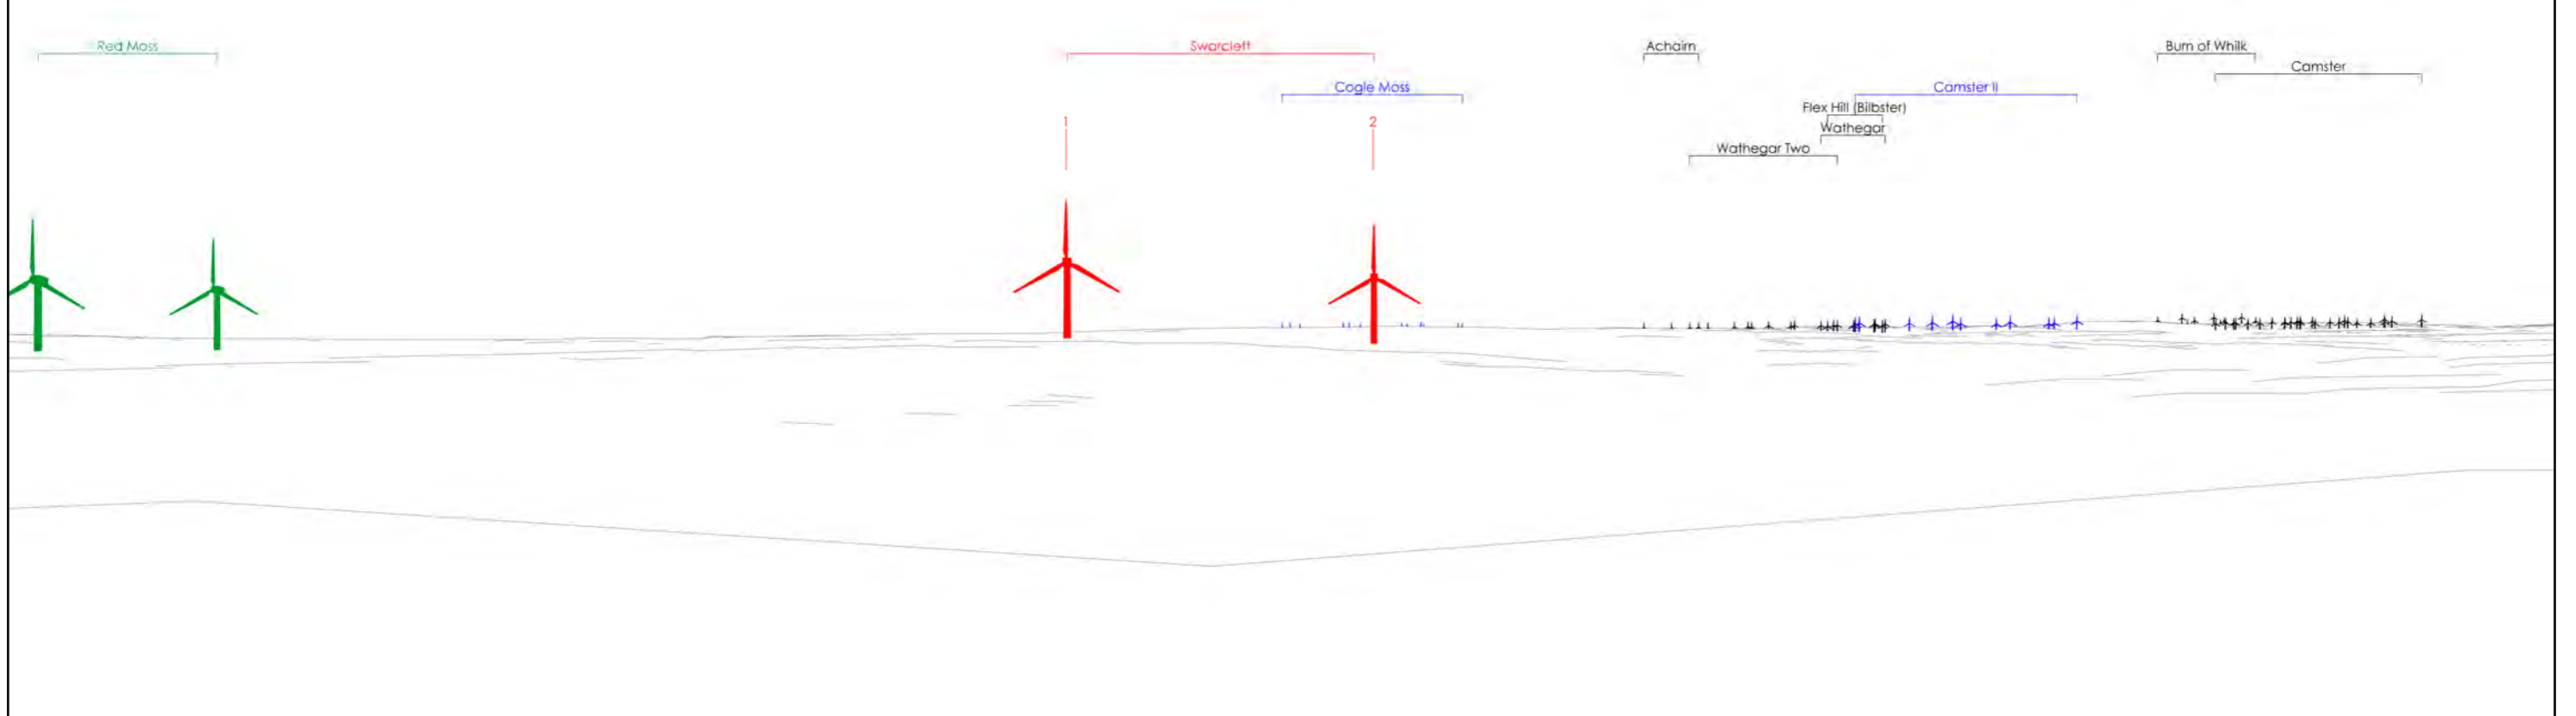 Red Moss
Swarclett
Achairn
Burn of Whilk
Camster
Cogle Moss
Camster II
Flex Hill (Bilbster)
1
2
Wathegar
Wathegar Two